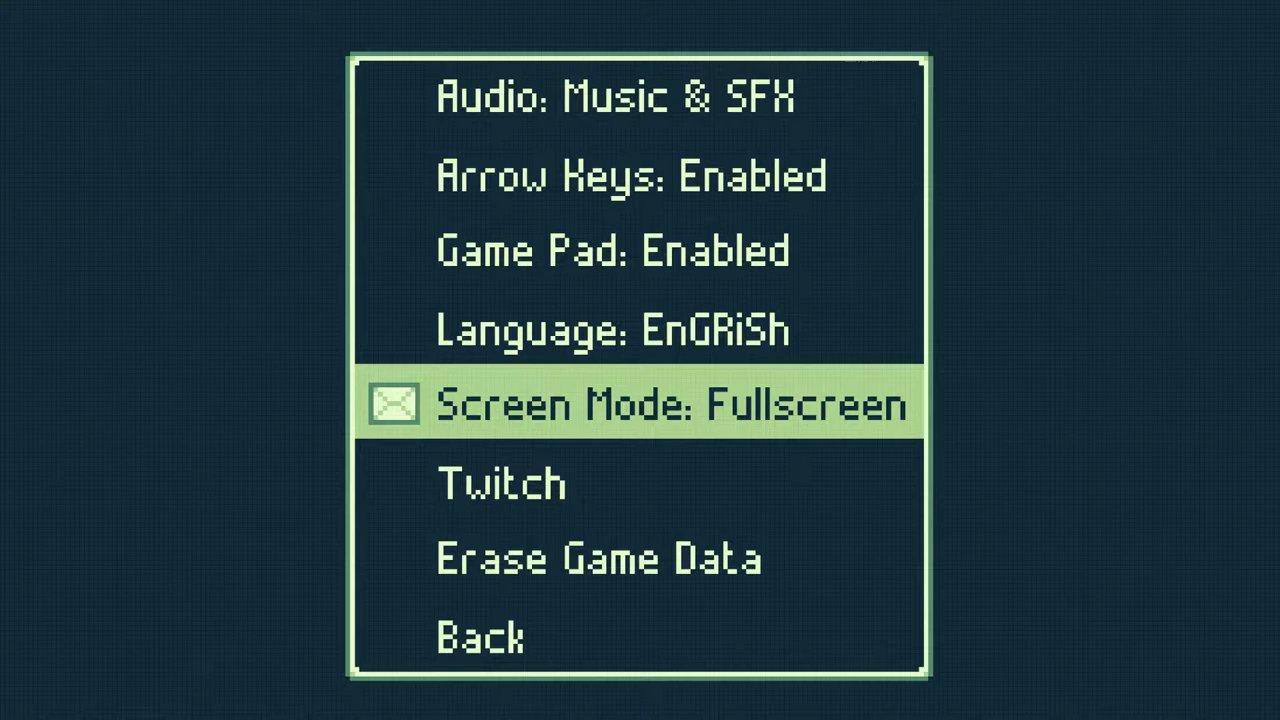 Audio: Music & SFX
Arrow Keys: Enabled
Game Pad: Enabled
Language: EnGRiSh
Screen Mode: Fullscreen
Twitch
Erase Game Data
Back